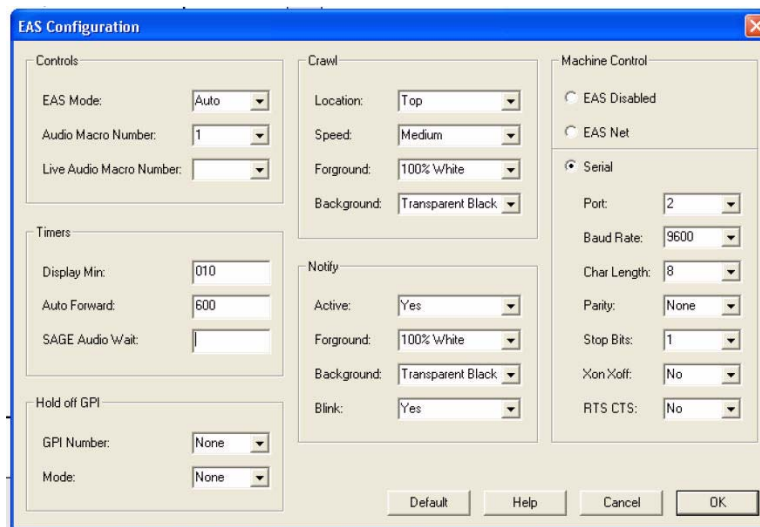 EAS Configuration
Controls
EAS Mode: Auto
Audio Macro Number: 1
Live Audio Macro Number:
Timers
Display Min: 010
Auto Forward: 600
SAGE Audio Wait:
Hold off GPI
GPI Number: None
Mode: None
Crawl
Location: Top
Speed: Medium
Forground: 100% White
Background: Transparent Black
Notify
Active: Yes
Forground: 100% White
Background: Transparent Black
Blink: Yes
Machine Control
EAS Disabled
EAS Net
Serial
Port: 2
Baud Rate: 9600
Char Length: 8
Parity: None
Stop Bits: 1
Xon Xoff: No
RTS CTS: No
Default Help Cancel OK